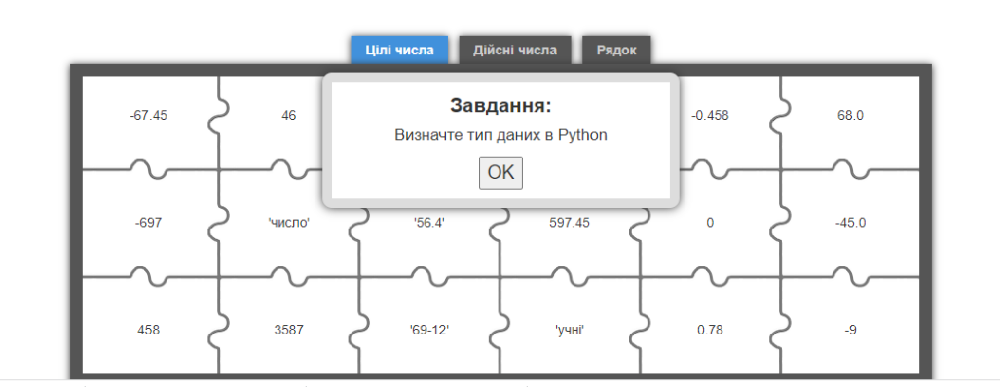 Цілі числа Дійсні числа Рядок
Завдання:
Визначте тип даних в Python
OK
-67.45 46 -0.458 68.0
-697 'число' '56.4' 597.45 0 -45.0
458 3587 '69-12' 'учні' 0.78 -9